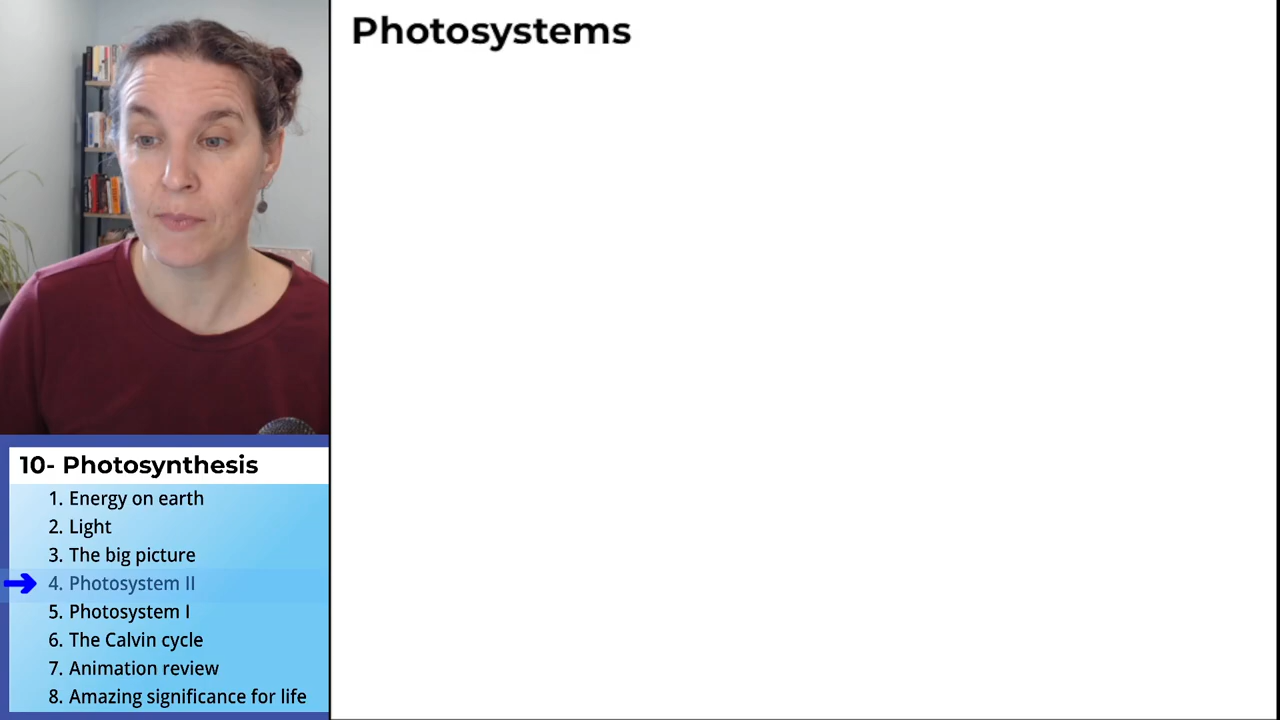 Photosystems
10- Photosynthesis
1. Energy on earth
2. Light
3. The big picture
4. Photosystem II
5. Photosystem I
6. The Calvin cycle
7. Animation review
8. Amazing significance for life